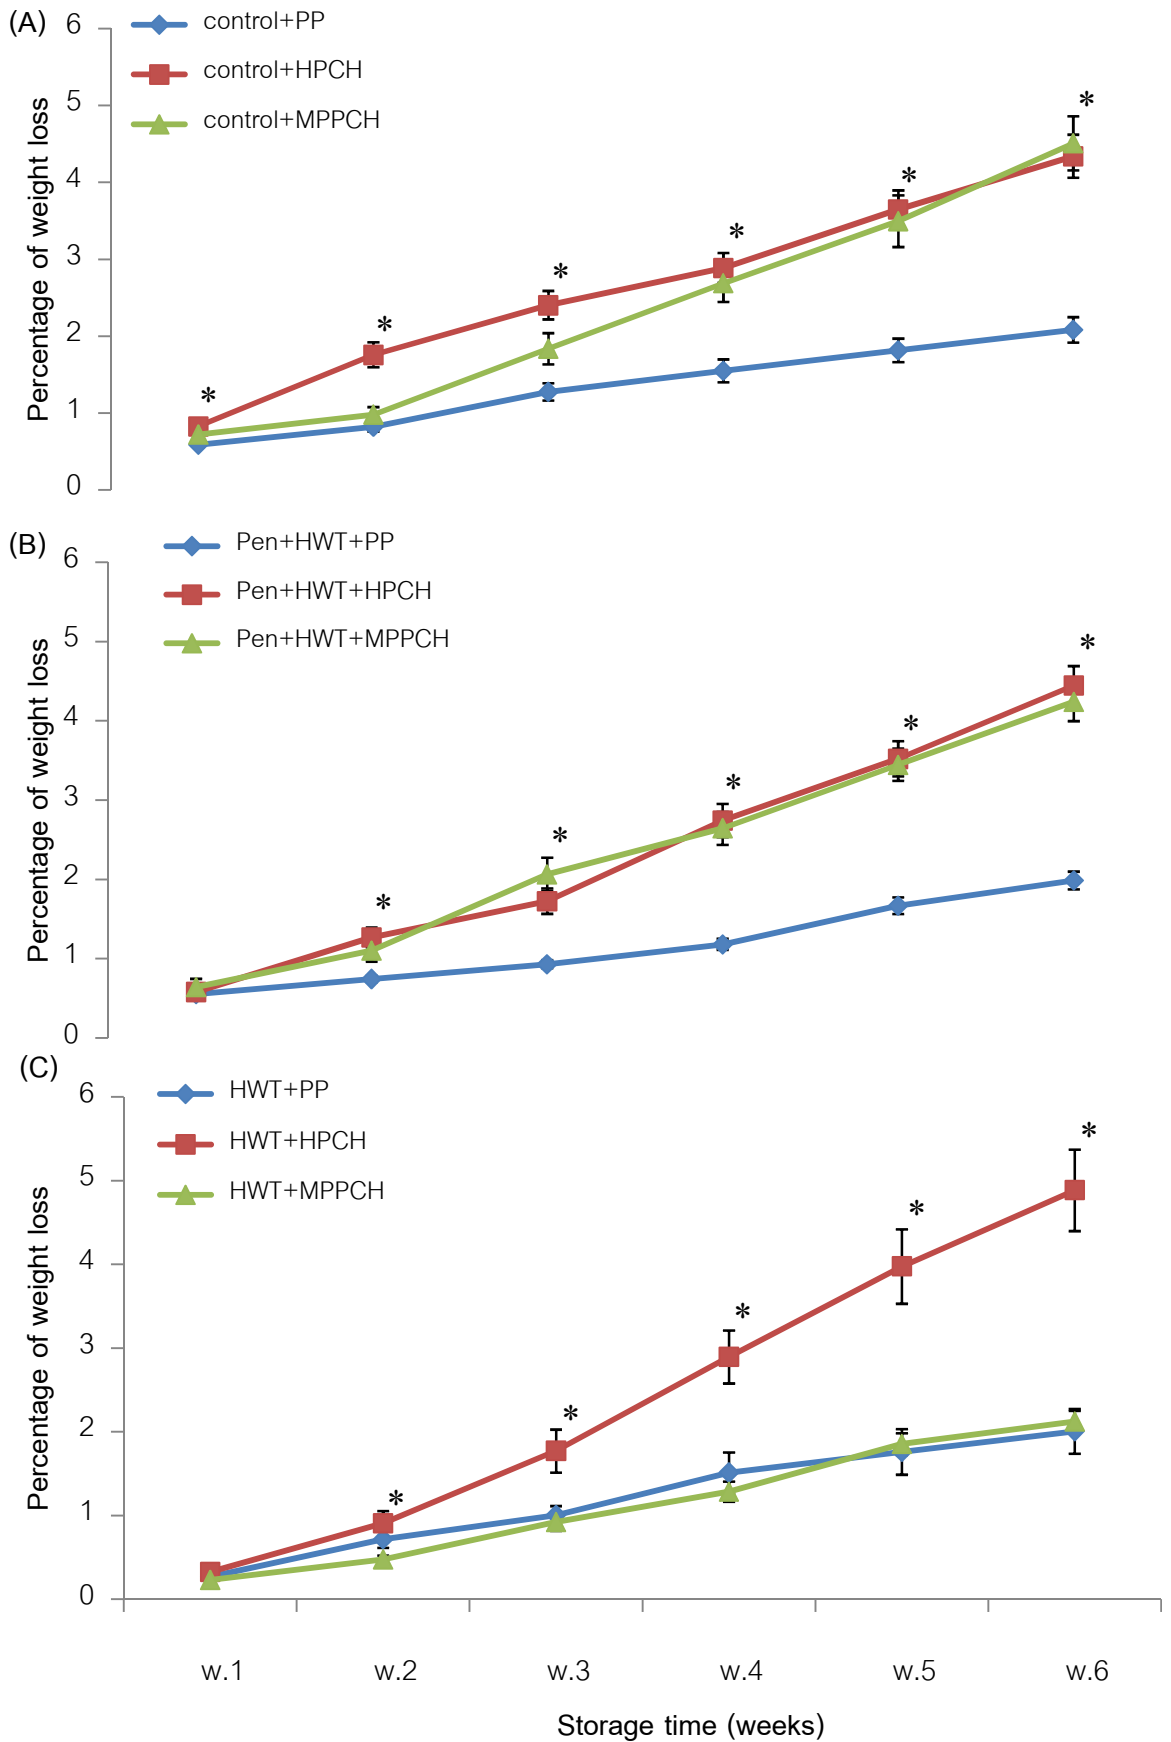 (A)
6
5
4
3
2
1
0
Percentage of weight loss
control+PP
control+HPCH
control+MPPCH
*
*
*
*
*
*
(B)
6
5
4
3
2
1
0
Percentage of weight loss
Pen+HWT+PP
Pen+HWT+HPCH
Pen+HWT+MPPCH
*
*
*
*
*
(C)
6
5
4
3
2
1
0
Percentage of weight loss
HWT+PP
HWT+HPCH
HWT+MPPCH
*
*
*
*
*
w.1 w.2 w.3 w.4 w.5 w.6
Storage time (weeks)